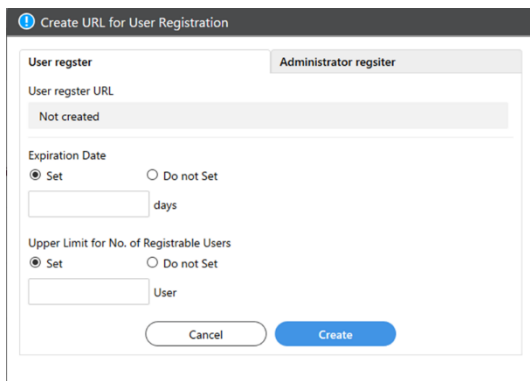 Create URL for User Registration
User regster
Administrator regsiter
User regster URL
Not created
Expiration Date
Set Do not Set
days
Upper Limit for No. of Registrable Users
Set Do not Set
User
Cancel Create